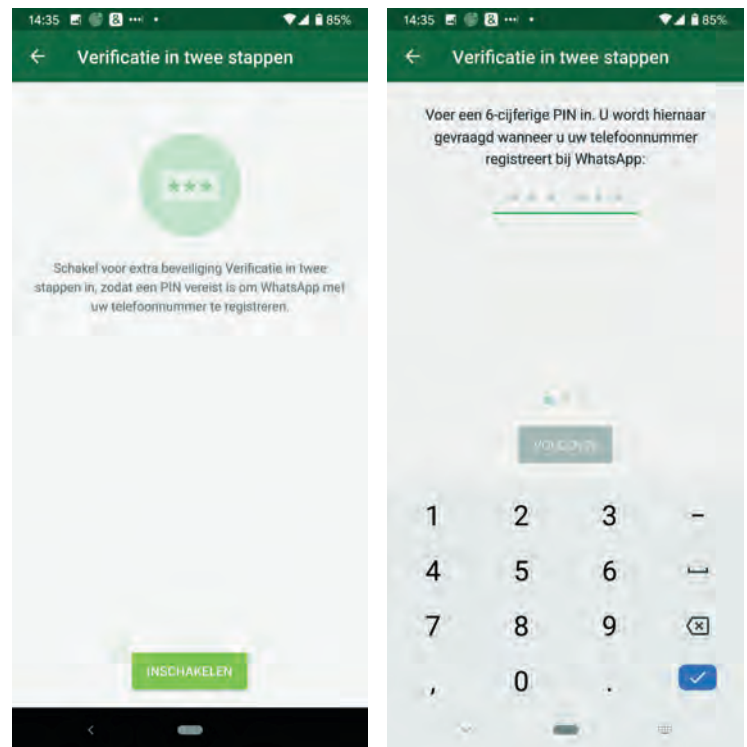 14:35 85%
Verificatie in twee stappen
Schakel voor extra beveiliging Verificatie in twee
stappen in, zodat een PIN vereist is om WhatsApp met
uw telefoonnummer te registreren.
INSCHAKELEN
14:35 85%
Verificatie in twee stappen
Voer een 6-cijferige PIN in. U wordt hiernaar
gevraagd wanneer u uw telefoonnummer
registreert bij WhatsApp:
*** ***
VOLGENDE
1 2 3 -
4 5 6
7 8 9
, 0 .